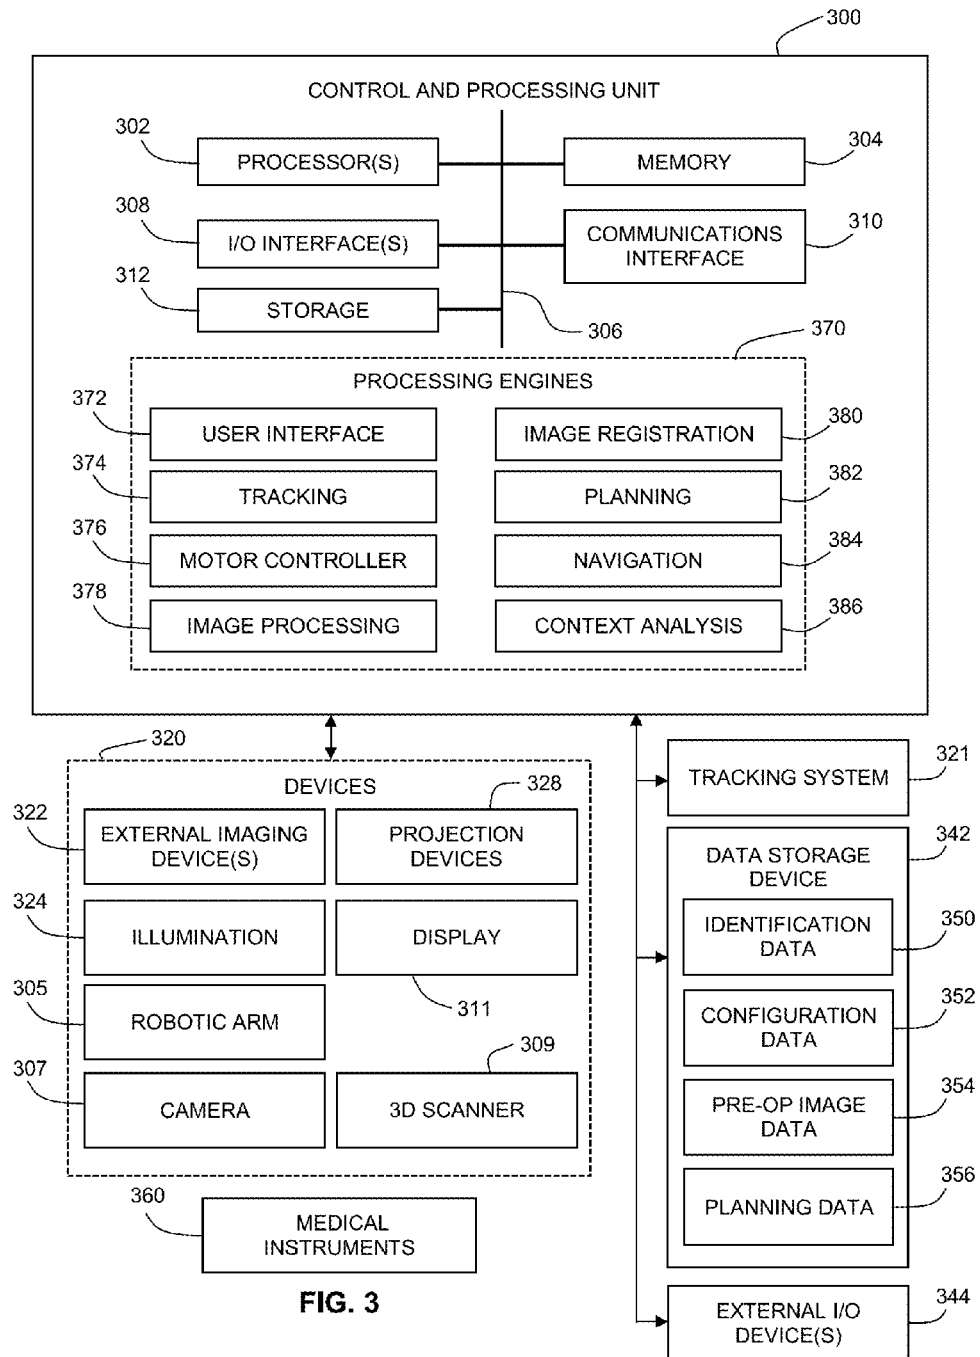 300
CONTROL AND PROCESSING UNIT
302
PROCESSOR(S)
MEMORY
304
308
I/O INTERFACE(S)
COMMUNICATIONS
INTERFACE
310
312
STORAGE
306
370
PROCESSING ENGINES
372
USER INTERFACE
IMAGE REGISTRATION
380
374
TRACKING
PLANNING
382
376
MOTOR CONTROLLER
NAVIGATION
384
378
IMAGE PROCESSING
CONTEXT ANALYSIS
386
320
DEVICES
328
322
EXTERNAL IMAGING
DEVICE(S)
PROJECTION
DEVICES
324
ILLUMINATION
DISPLAY
311
305
ROBOTIC ARM
309
307
CAMERA
3D SCANNER
360
MEDICAL
INSTRUMENTS
TRACKING SYSTEM
321
342
DATA STORAGE
DEVICE
IDENTIFICATION
DATA
350
CONFIGURATION
DATA
352
PRE-OP IMAGE
DATA
354
PLANNING DATA
356
EXTERNAL I/O
DEVICE(S)
344
FIG. 3